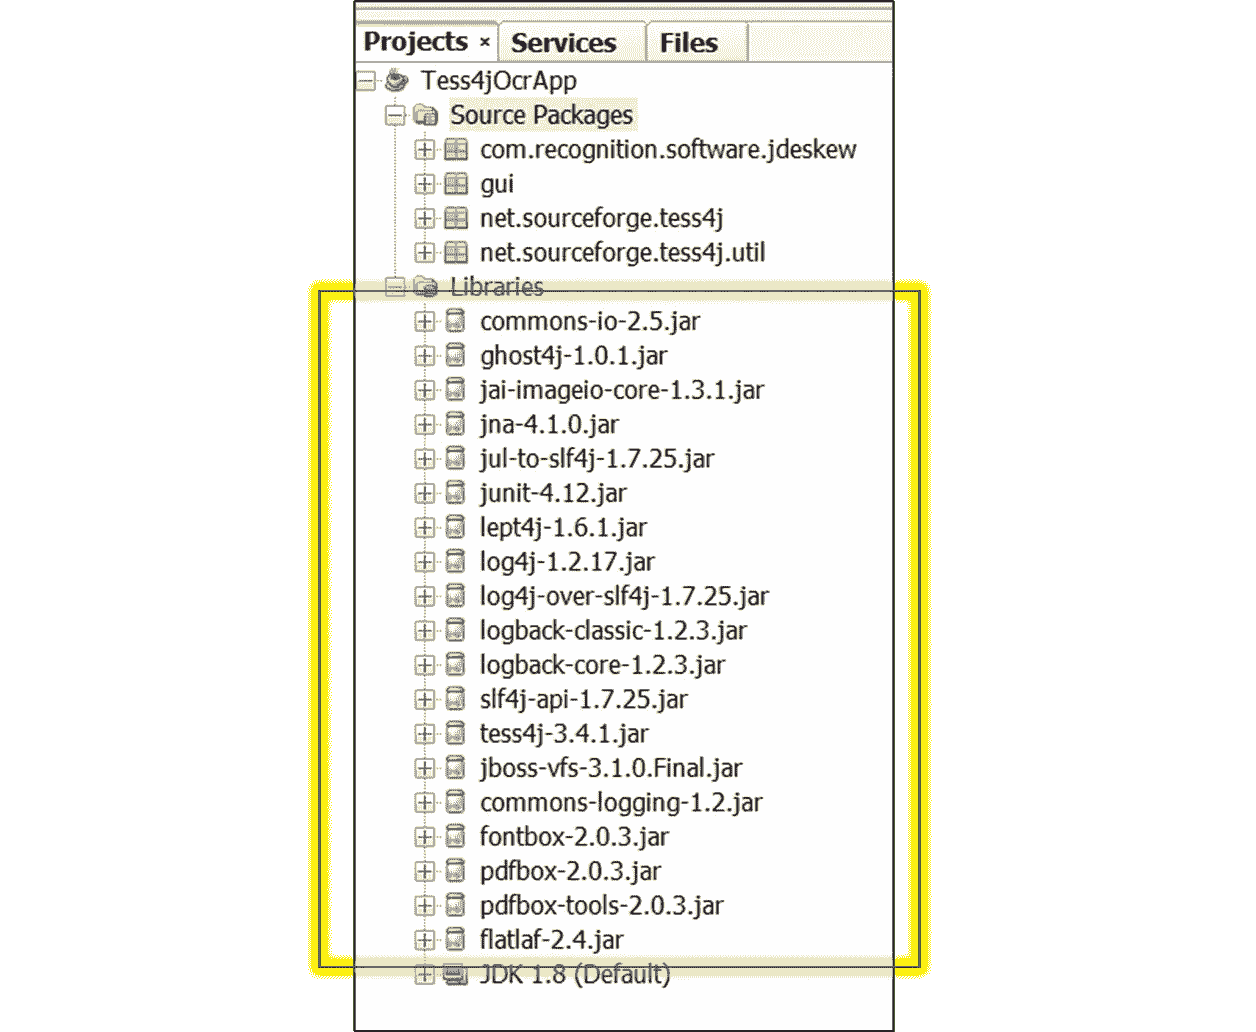 Projects × Services Files
Tess4jOcrApp
Source Packages
com.recognition.software.jdeskew
gui
net.sourceforge.tess4j
net.sourceforge.tess4j.util
Libraries
commons-io-2.5.jar
ghost4j-1.0.1.jar
jai-imageio-core-1.3.1.jar
jna-4.1.0.jar
jul-to-slf4j-1.7.25.jar
junit-4.12.jar
lept4j-1.6.1.jar
log4j-1.2.17.jar
log4j-over-slf4j-1.7.25.jar
logback-classic-1.2.3.jar
logback-core-1.2.3.jar
slf4j-api-1.7.25.jar
tess4j-3.4.1.jar
jboss-vfs-3.1.0.Final.jar
commons-logging-1.2.jar
fontbox-2.0.3.jar
pdfbox-2.0.3.jar
pdfbox-tools-2.0.3.jar
flatlaf-2.4.jar
JDK 1.8 (Default)